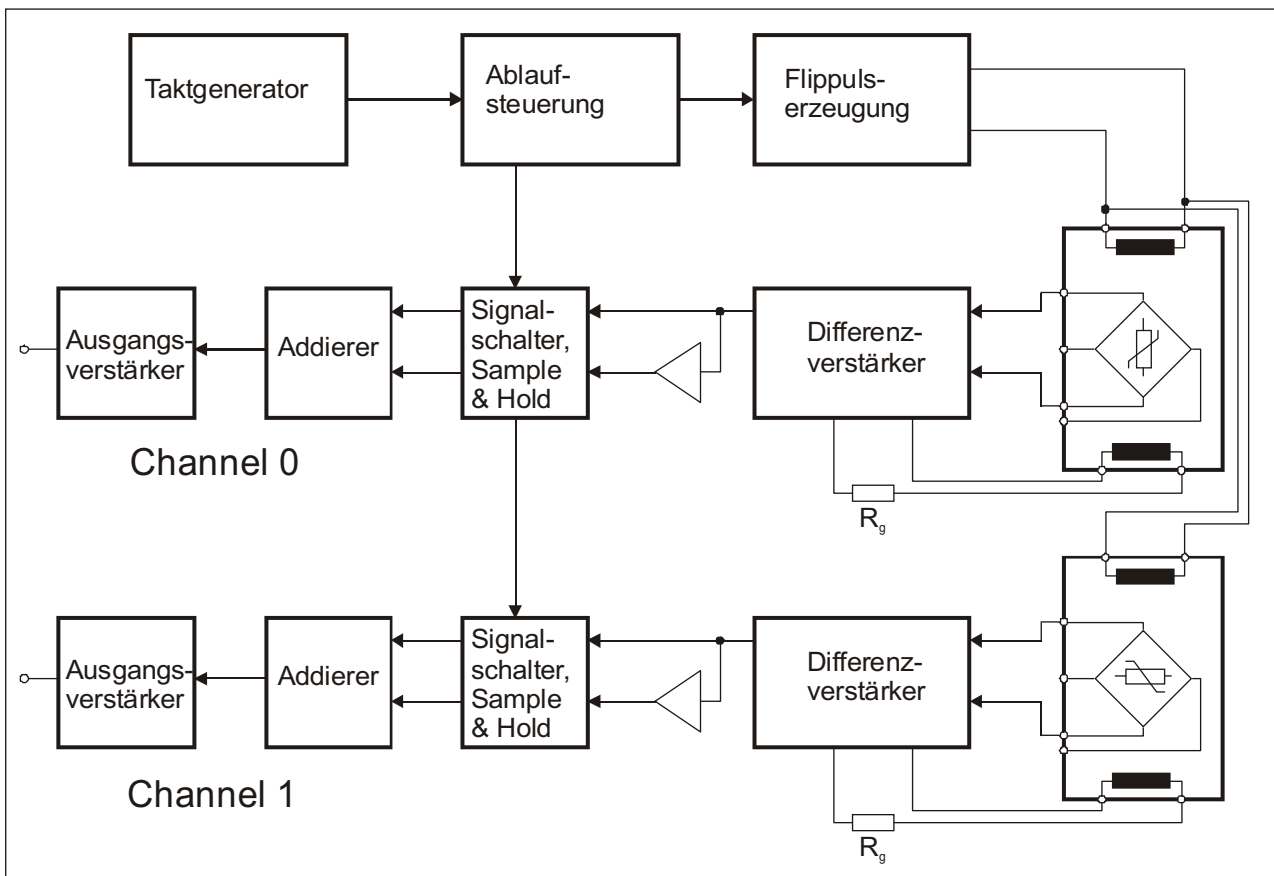 Taktgenerator
Ablauf-
steuerung
Flippuls-
erzeugung
Ausgangs-
verstärker
Addierer
Signal-
schalter,
Sample
& Hold
Differenz-
verstärker
Channel 0
Rg
Ausgangs-
verstärker
Addierer
Signal-
schalter,
Sample
& Hold
Differenz-
verstärker
Channel 1
Rg